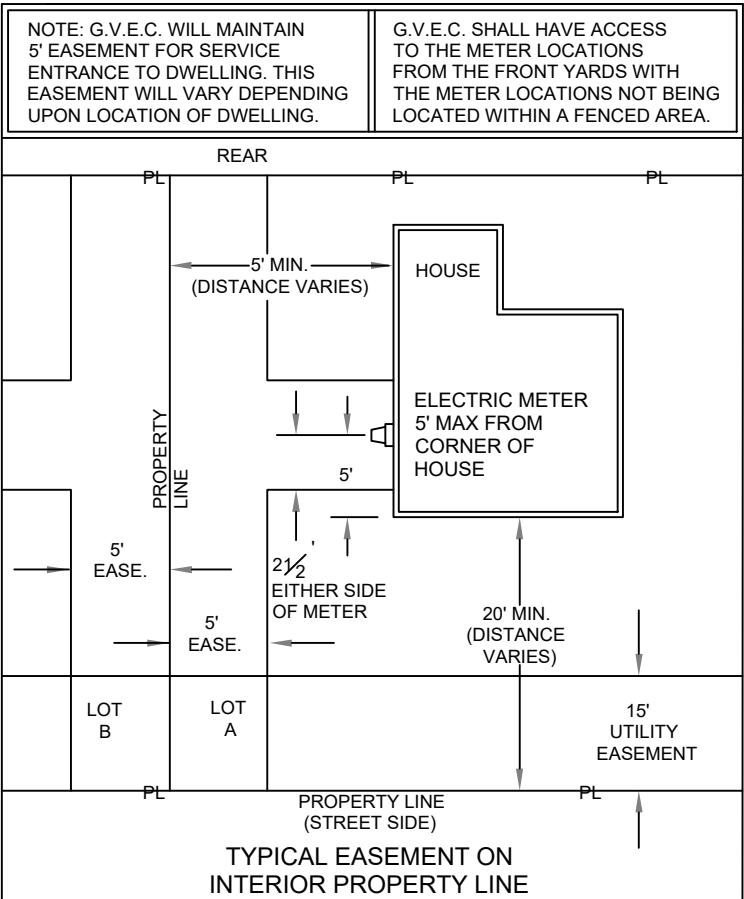 NOTE: G.V.E.C. WILL MAINTAIN
5' EASEMENT FOR SERVICE
ENTRANCE TO DWELLING. THIS
EASEMENT WILL VARY DEPENDING
UPON LOCATION OF DWELLING.
G.V.E.C. SHALL HAVE ACCESS
TO THE METER LOCATIONS
FROM THE FRONT YARDS WITH
THE METER LOCATIONS NOT BEING
LOCATED WITHIN A FENCED AREA.
REAR
PL
PL
PL
5' MIN.
(DISTANCE VARIES)
HOUSE
ELECTRIC METER
5' MAX FROM
CORNER OF
HOUSE
PROPERTY
LINE
5'
5'
EASE.
2 1/2'
EITHER SIDE
OF METER
5'
EASE.
20' MIN.
(DISTANCE
VARIES)
LOT
B
LOT
A
15'
UTILITY
EASEMENT
PL
PROPERTY LINE
(STREET SIDE)
PL
TYPICAL EASEMENT ON
INTERIOR PROPERTY LINE